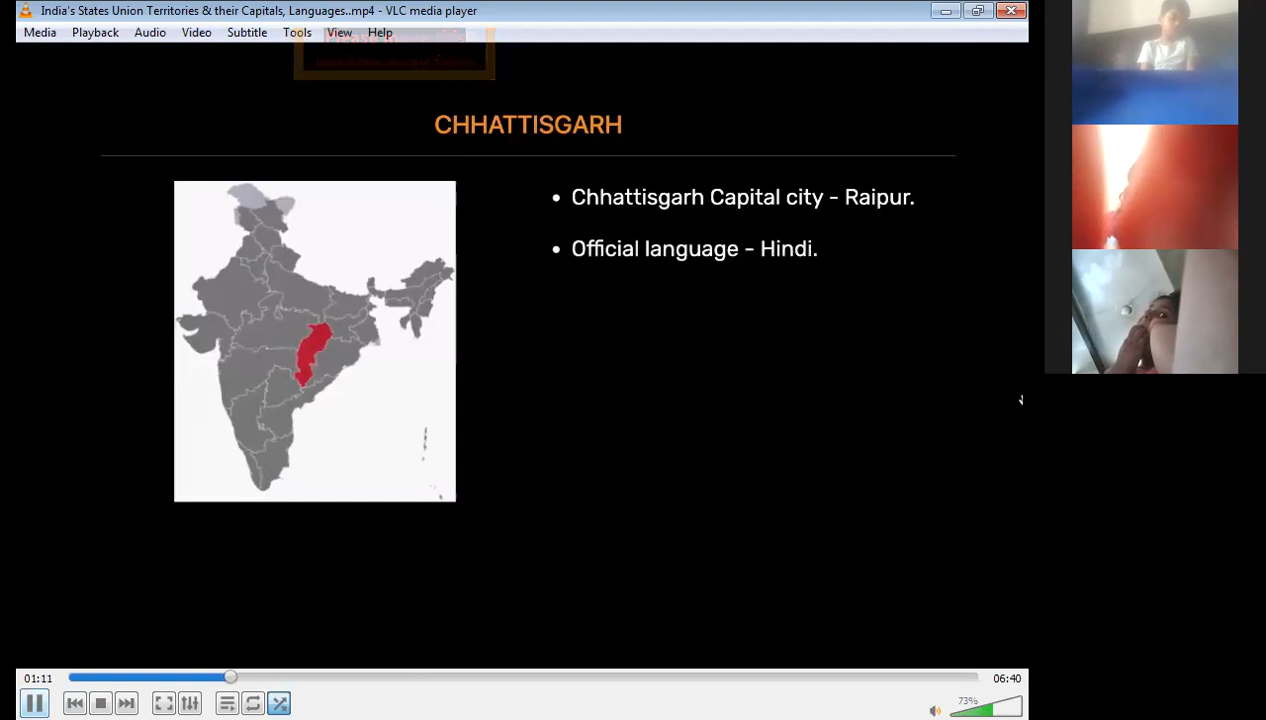 India's States Union Territories & their Capitals, Languages..mp4 - VLC media player
Media Playback Audio Video Subtitle Tools View Help
CHHATTISGARH
• Chhattisgarh Capital city - Raipur.
• Official language - Hindi.
01:11
06:40
73%